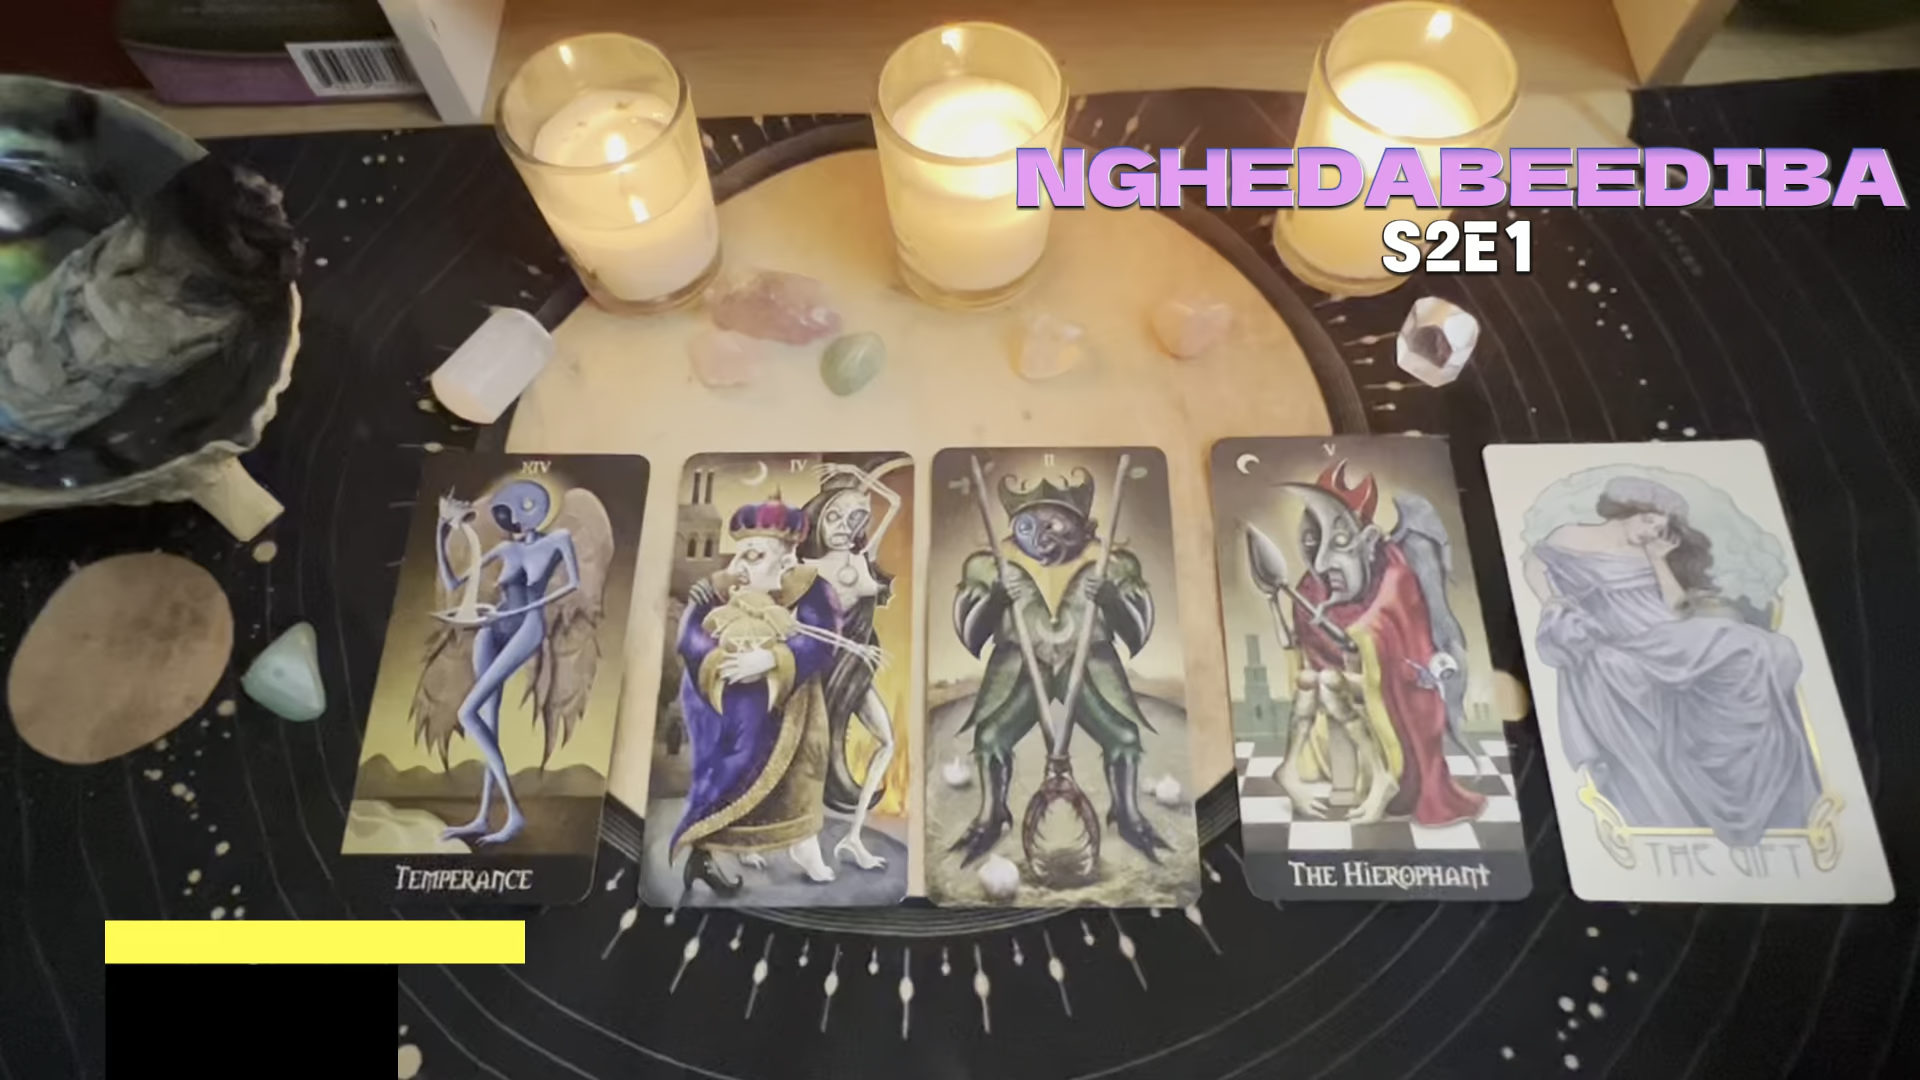 NGHEDABEEDIBA
S2E1
XIV
IV
II
V
TEMPERANCE
THE HIEROPHANT
THE GIFT